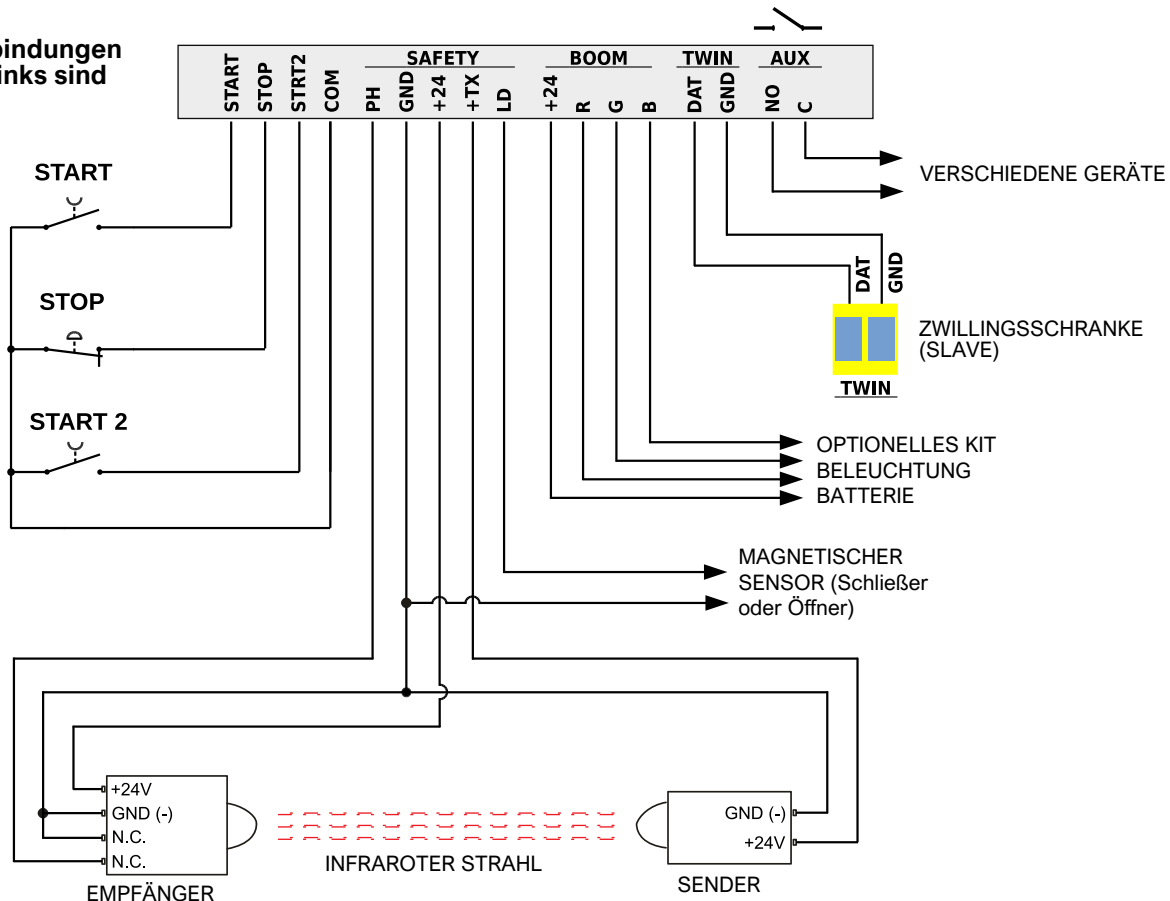 bindungen
inks sind
SAFETY BOOM TWIN AUX
START STOP STRT2 COM PH GND +24 +TX LD +24 R G B DAT GND NO C
START
VERSCHIEDENE GERÄTE
DAT GND
STOP
ZWILLINGSSCHRANKE
(SLAVE)
TWIN
START 2
OPTIONELLES KIT
BELEUCHTUNG
BATTERIE
MAGNETISCHER
SENSOR (Schließer
oder Öffner)
+24V
GND (-)
N.C.
N.C.
EMPFÄNGER
INFRAROTER STRAHL
GND (-)
+24V
SENDER